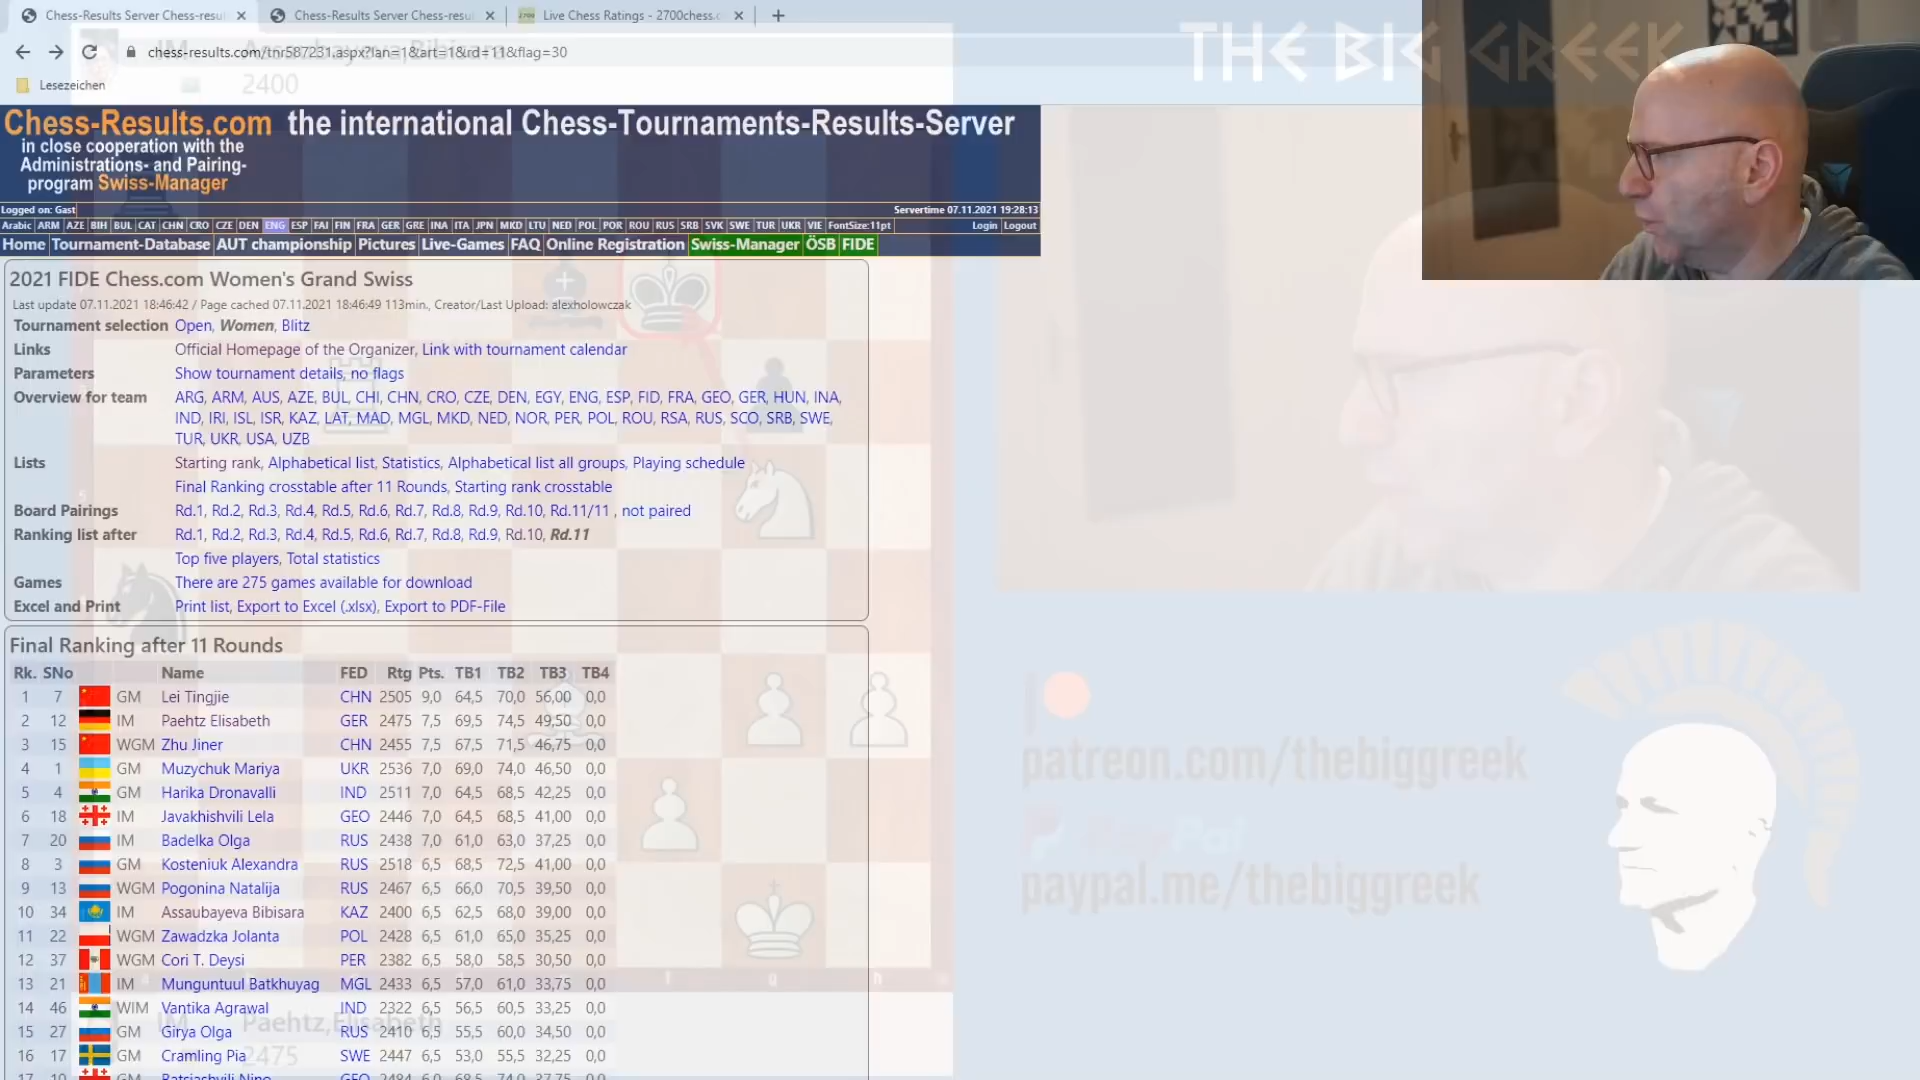 Chess-Results Server Chess-resul
Chess-Results Server Chess-resul
Live Chess Ratings - 2700chess.c
chess-results.com/tnr587231.aspx?lan=1&art=1&rd=11&flag=30
IM Assaubayeva,Bibisara
Lesezeichen
2400
THE BIG GREEK
Chess-Results.com the international Chess-Tournaments-Results-Server
in close cooperation with the
Administrations- and Pairing-
program Swiss-Manager
Logged on: Gast
Servertime 07.11.2021 19:28:13
Arabic ARM AZE BIH BUL CAT CHN CRO CZE DEN ENG ESP FAI FIN FRA GER GRE INA ITA JPN MKD LTU NED POL POR ROU RUS SRB SVK SWE TUR UKR VIE FontSize:11pt
Login Logout
Home Tournament-Database AUT championship Pictures Live-Games FAQ Online Registration Swiss-Manager ÖSB FIDE
2021 FIDE Chess.com Women's Grand Swiss
Last update 07.11.2021 18:46:42 / Page cached 07.11.2021 18:46:49 113min., Creator/Last Upload: alexholowczak
Tournament selection Open, Women, Blitz
Links Official Homepage of the Organizer, Link with tournament calendar
Parameters Show tournament details, no flags
Overview for team ARG, ARM, AUS, AZE, BUL, CHI, CHN, CRO, CZE, DEN, EGY, ENG, ESP, FID, FRA, GEO, GER, HUN, INA,
IND, IRI, ISL, ISR, KAZ, LAT, MAD, MGL, MKD, NED, NOR, PER, POL, ROU, RSA, RUS, SCO, SRB, SWE,
TUR, UKR, USA, UZB
Lists Starting rank, Alphabetical list, Statistics, Alphabetical list all groups, Playing schedule
Final Ranking crosstable after 11 Rounds, Starting rank crosstable
Board Pairings Rd.1, Rd.2, Rd.3, Rd.4, Rd.5, Rd.6, Rd.7, Rd.8, Rd.9, Rd.10, Rd.11/11 , not paired
Ranking list after Rd.1, Rd.2, Rd.3, Rd.4, Rd.5, Rd.6, Rd.7, Rd.8, Rd.9, Rd.10, Rd.11
Top five players, Total statistics
Games There are 275 games available for download
Excel and Print Print list, Export to Excel (.xlsx), Export to PDF-File
Final Ranking after 11 Rounds
Rk. SNo Name FED Rtg Pts. TB1 TB2 TB3 TB4
1 7 GM Lei Tingjie CHN 2505 9,0 64,5 70,0 56,00 0,0
2 12 IM Paehtz Elisabeth GER 2475 7,5 69,5 74,5 49,50 0,0
3 15 WGM Zhu Jiner CHN 2455 7,5 67,5 71,5 46,75 0,0
4 1 GM Muzychuk Mariya UKR 2536 7,0 69,0 74,0 46,50 0,0
5 4 GM Harika Dronavalli IND 2511 7,0 64,5 68,5 42,25 0,0
6 18 IM Javakhishvili Lela GEO 2446 7,0 64,5 68,5 41,00 0,0
7 20 IM Badelka Olga RUS 2438 7,0 61,0 63,0 37,25 0,0
8 3 GM Kosteniuk Alexandra RUS 2518 6,5 68,5 72,5 41,00 0,0
9 13 WGM Pogonina Natalija RUS 2467 6,5 66,0 70,5 39,50 0,0
10 34 IM Assaubayeva Bibisara KAZ 2400 6,5 62,5 68,0 39,00 0,0
11 22 WGM Zawadzka Jolanta POL 2428 6,5 61,0 65,0 35,25 0,0
12 37 WGM Cori T. Deysi PER 2382 6,5 58,0 58,5 30,50 0,0
13 21 IM Munguntuul Batkhuyag MGL 2433 6,5 57,0 61,0 33,75 0,0
14 46 WIM Vantika Agrawal IND 2322 6,5 56,5 60,5 33,25 0,0
15 27 GM Girya Olga RUS 2410 6,5 55,5 60,0 34,50 0,0
16 17 GM Cramling Pia SWE 2447 6,5 53,0 55,5 32,25 0,0
17 10 GM Batsiashvili Nino GEO 2484 6,0 68,5 74,0 37,75 0,0
IM Paehtz,Elisabeth
2475
patreon.com/thebiggreek
PayPal
paypal.me/thebiggreek